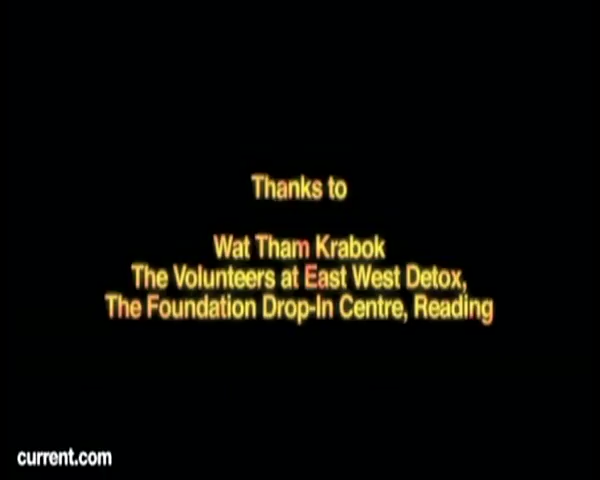 Thanks to
Wat Tham Krabok
The Volunteers at East West Detox,
The Foundation Drop-In Centre, Reading
current.com